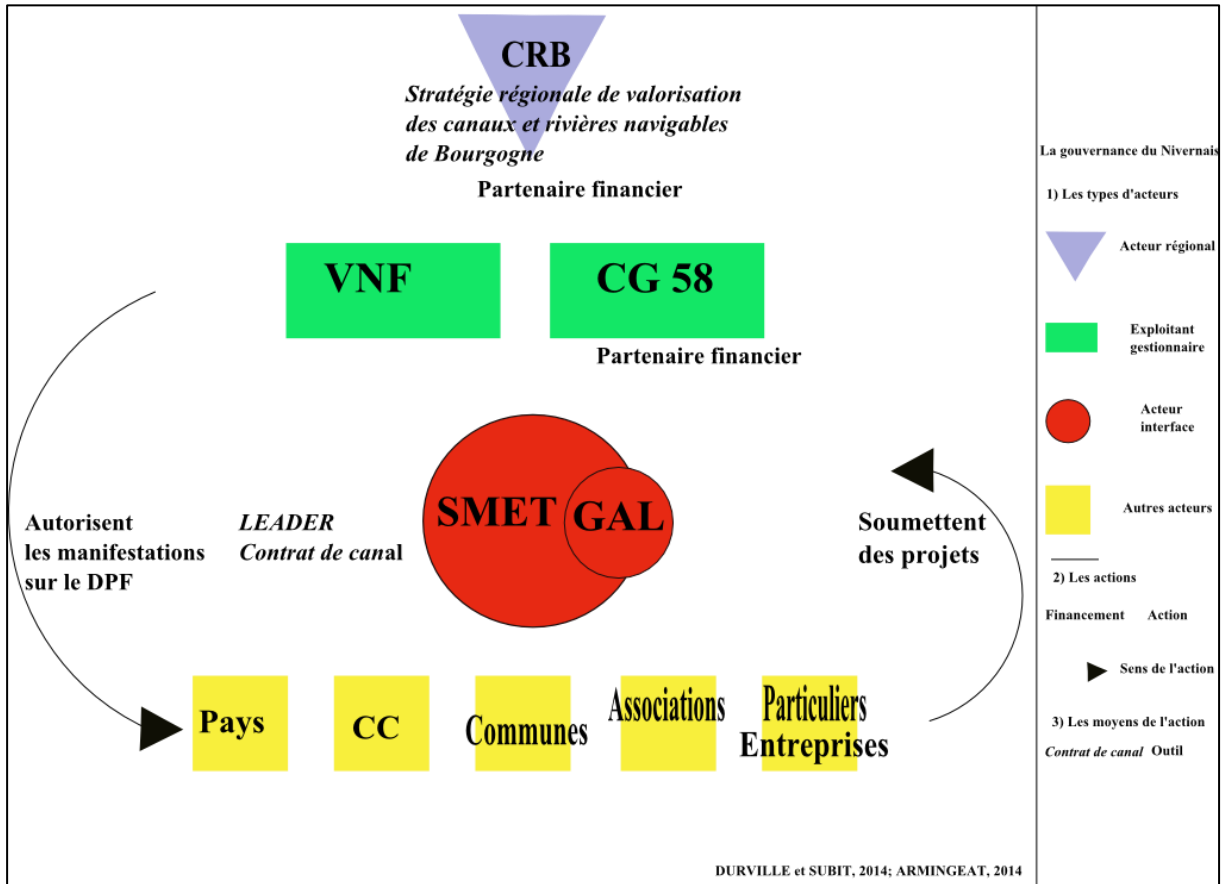 CRB
Stratégie régionale de valorisation
des canaux et rivières navigables
de Bourgogne
Partenaire financier
VNF
CG 58
Partenaire financier
Autorisent
les manifestations
sur le DPF
LEADER
Contrat de canal
SMET
GAL
Soumettent
des projets
Pays
CC
Communes
Associations
Particuliers
Entreprises
DURVILLE et SUBIT, 2014; ARMINGEAT, 2014
La gouvernance du Nivernais
1) Les types d'acteurs
Acteur régional
Exploitant
gestionnaire
Acteur
interface
Autres acteurs
2) Les actions
Financement Action
Sens de l'action
3) Les moyens de l'action
Contrat de canal Outil